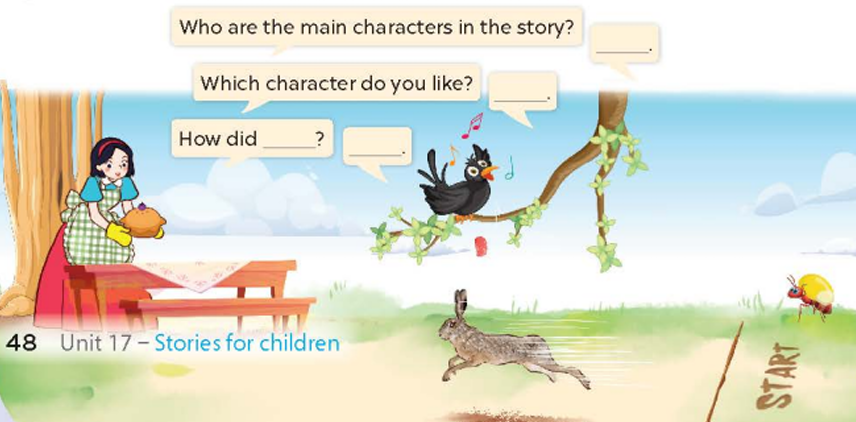 Who are the main characters in the story?
______.
Which character do you like?
______.
How did ______?
______.
START
48 Unit 17 – Stories for children